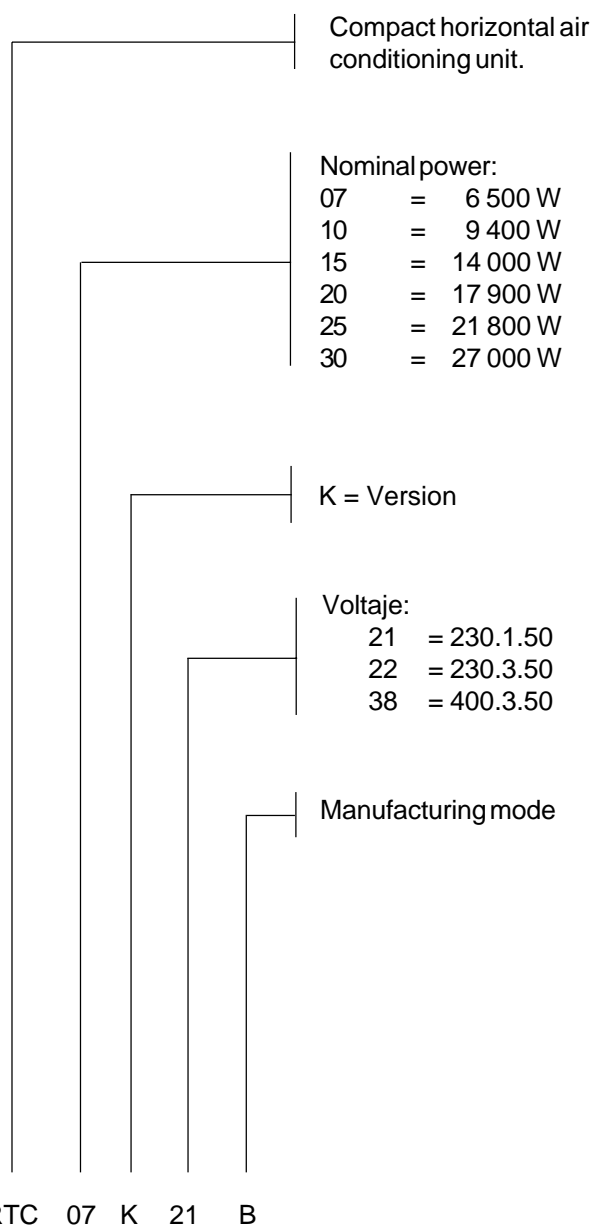 Compact horizontal air
conditioning unit.
Nominal power:
07 = 6 500 W
10 = 9 400 W
15 = 14 000 W
20 = 17 900 W
25 = 21 800 W
30 = 27 000 W
K = Version
Voltaje:
21 = 230.1.50
22 = 230.3.50
38 = 400.3.50
Manufacturing mode
07 K 21 B